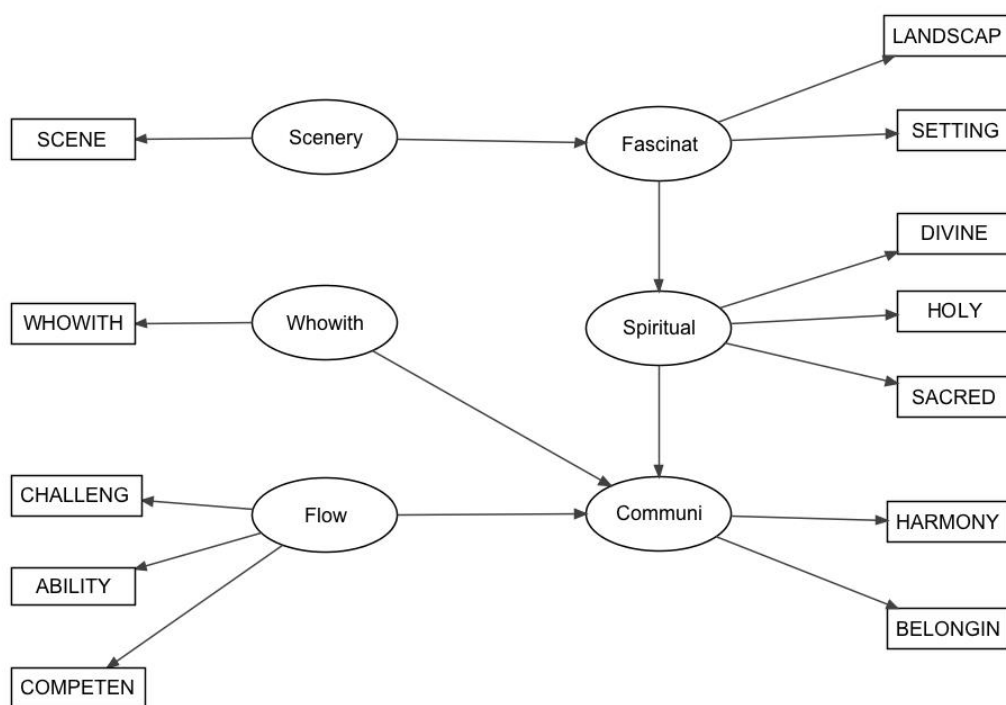 LANDSCAP
SCENE
Scenery
Fascinat
SETTING
DIVINE
WHOWITH
Whowith
Spiritual
HOLY
SACRED
CHALLENG
Flow
Communi
HARMONY
ABILITY
BELONGIN
COMPETEN